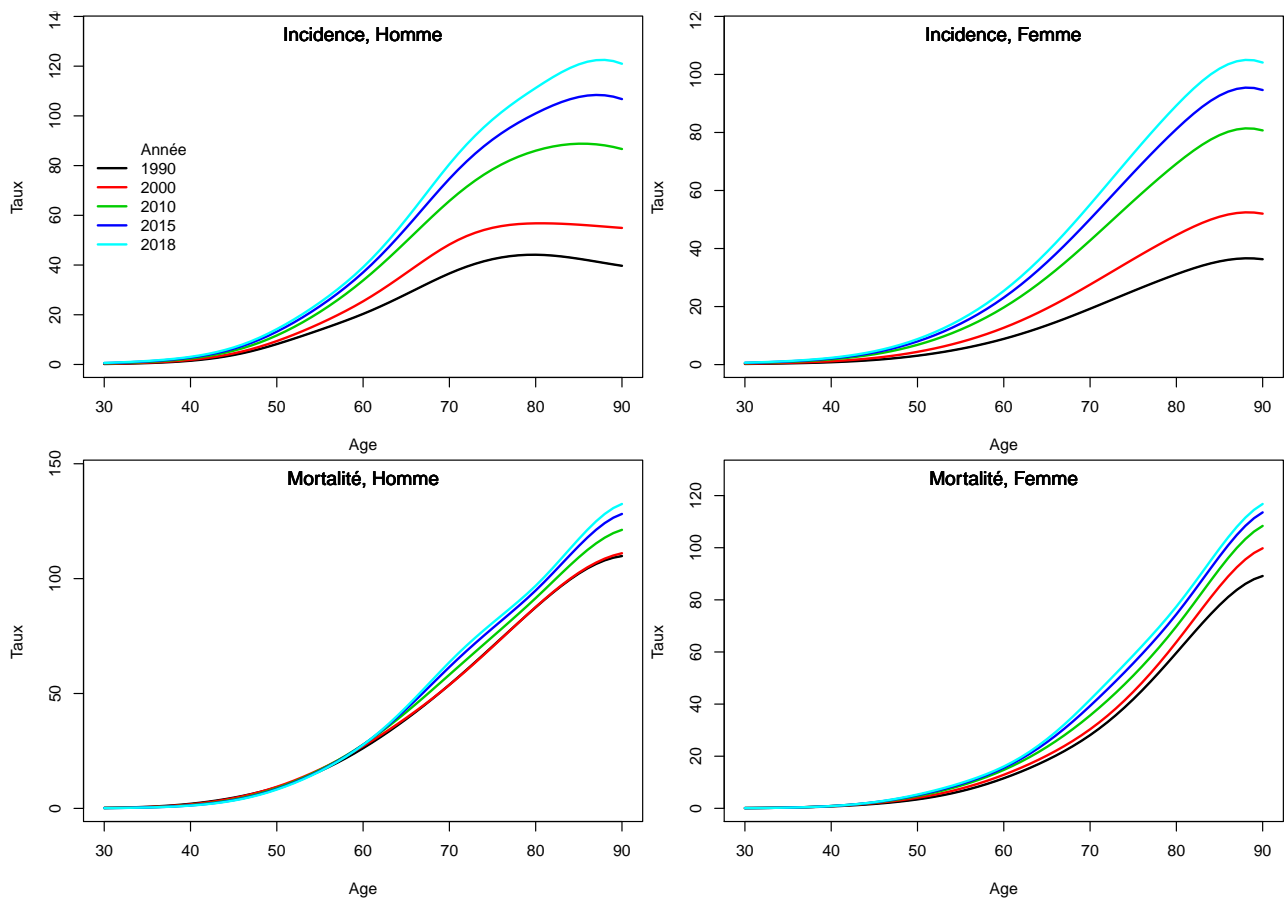 Incidence, Homme
Taux
0 20 40 60 80 100 120 14
Année
1990
2000
2010
2015
2018
30 40 50 60 70 80 90
Age
Incidence, Femme
Taux
0 20 40 60 80 100 12
30 40 50 60 70 80 90
Age
Mortalité, Homme
Taux
0 50 100 150
30 40 50 60 70 80 90
Age
Mortalité, Femme
Taux
0 20 40 60 80 100 120
30 40 50 60 70 80 90
Age